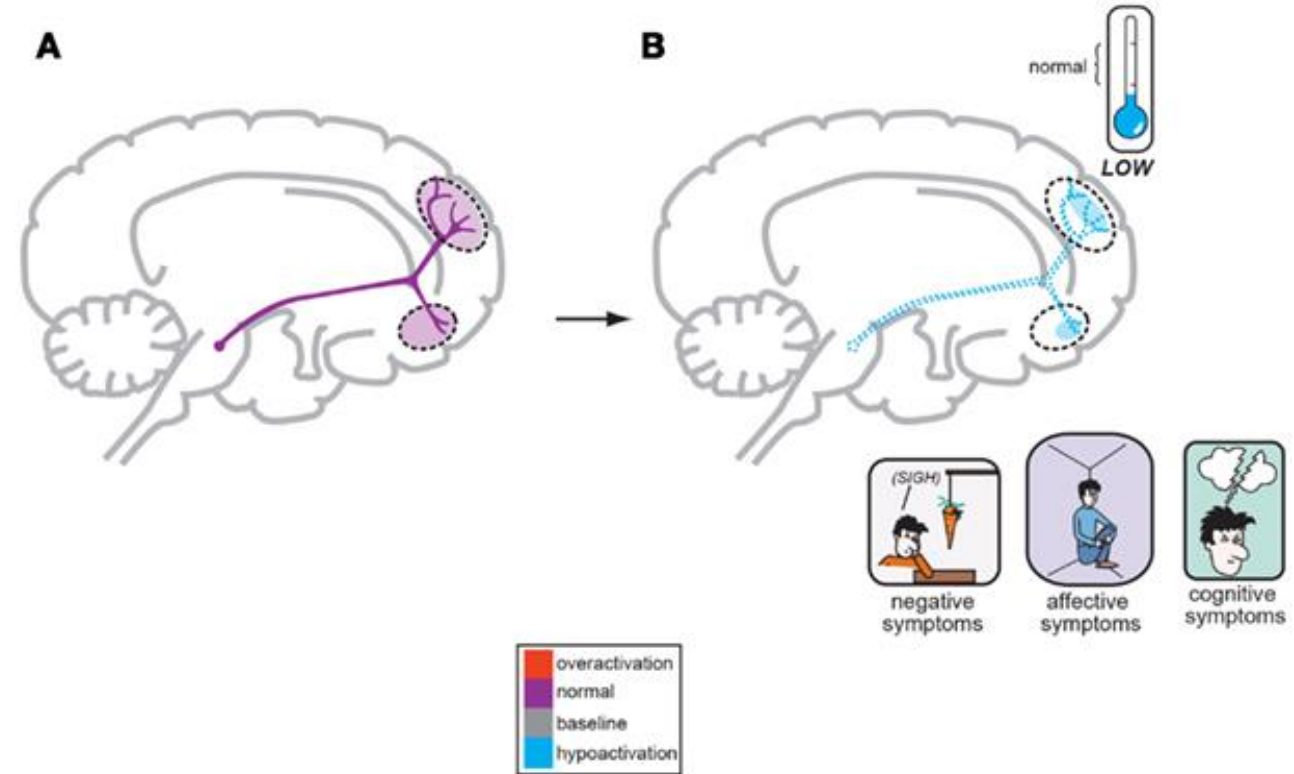 A
B
normal
LOW
(SIGH)
negative
symptoms
affective
symptoms
cognitive
symptoms
overactivation
normal
baseline
hypoactivation